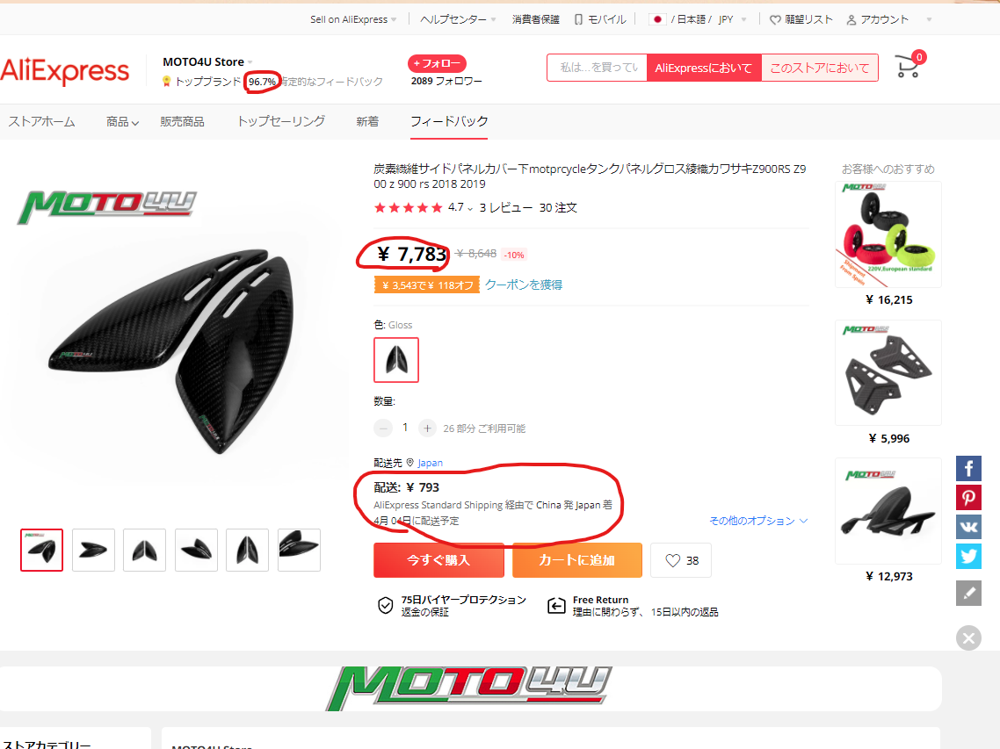 Sell on AliExpress
ヘルプセンター
消費者保護
モバイル
/ 日本語 / JPY
願望リスト
アカウント
AliExpress
MOTO4U Store
トップブランド 96.7% 肯定的なフィードバック
+ フォロー
2089 フォロワー
私は...を買ってい
AliExpressにおいて
このストアにおいて
0
ストアホーム
商品
販売商品
トップセーリング
新着
フィードバック
炭素繊維サイドパネルカバー下motprcycleタンクパネルグロス綾織カワサキZ900RS Z9
00 z 900 rs 2018 2019
4.7 3 レビュー 30 注文
¥ 7,783 ¥ 8,648 -10%
¥ 3,543で¥ 118オフ クーポンを獲得
色: Gloss
数量:
1 26 部分 ご利用可能
配送先 Japan
配送: ¥ 793
AliExpress Standard Shipping 経由で China 発 Japan 着
4月 04日に配送予定
その他のオプション
今すぐ購入
カートに追加
38
75日バイヤープロテクション
返金の保証
Free Return
理由に関わらず、 15日以内の返品
MOTO4U
MOTO4U
MOTO4U
お客様へのおすすめ
MOTO4U
Shipment
From Spain
220V.European standard
¥ 16,215
MOTO4U
¥ 5,996
MOTO4U
¥ 12,973
MOTO4U
ストアカテゴリー
MOTO4U Store